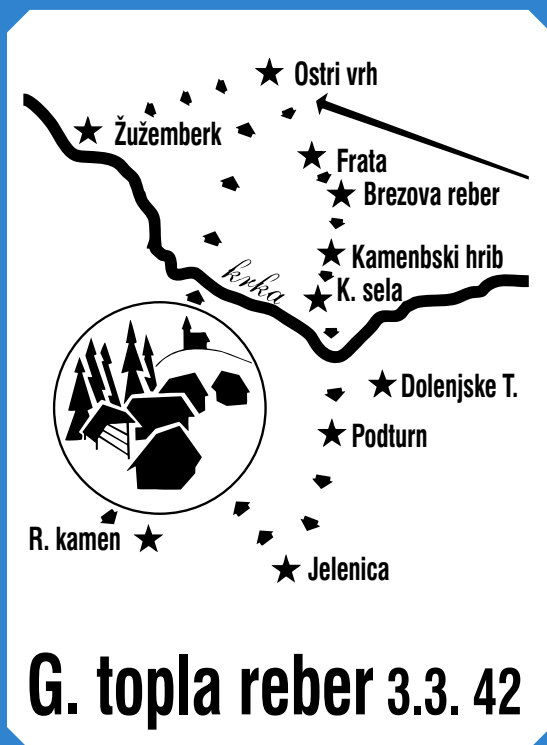 Ostri vrh
Žužemberk
Frata
Brezova reber
Kamenbski hrib
krka
K. sela
Dolenjske T.
Podturn
R. kamen
Jelenica
G. topla reber 3.3. 42